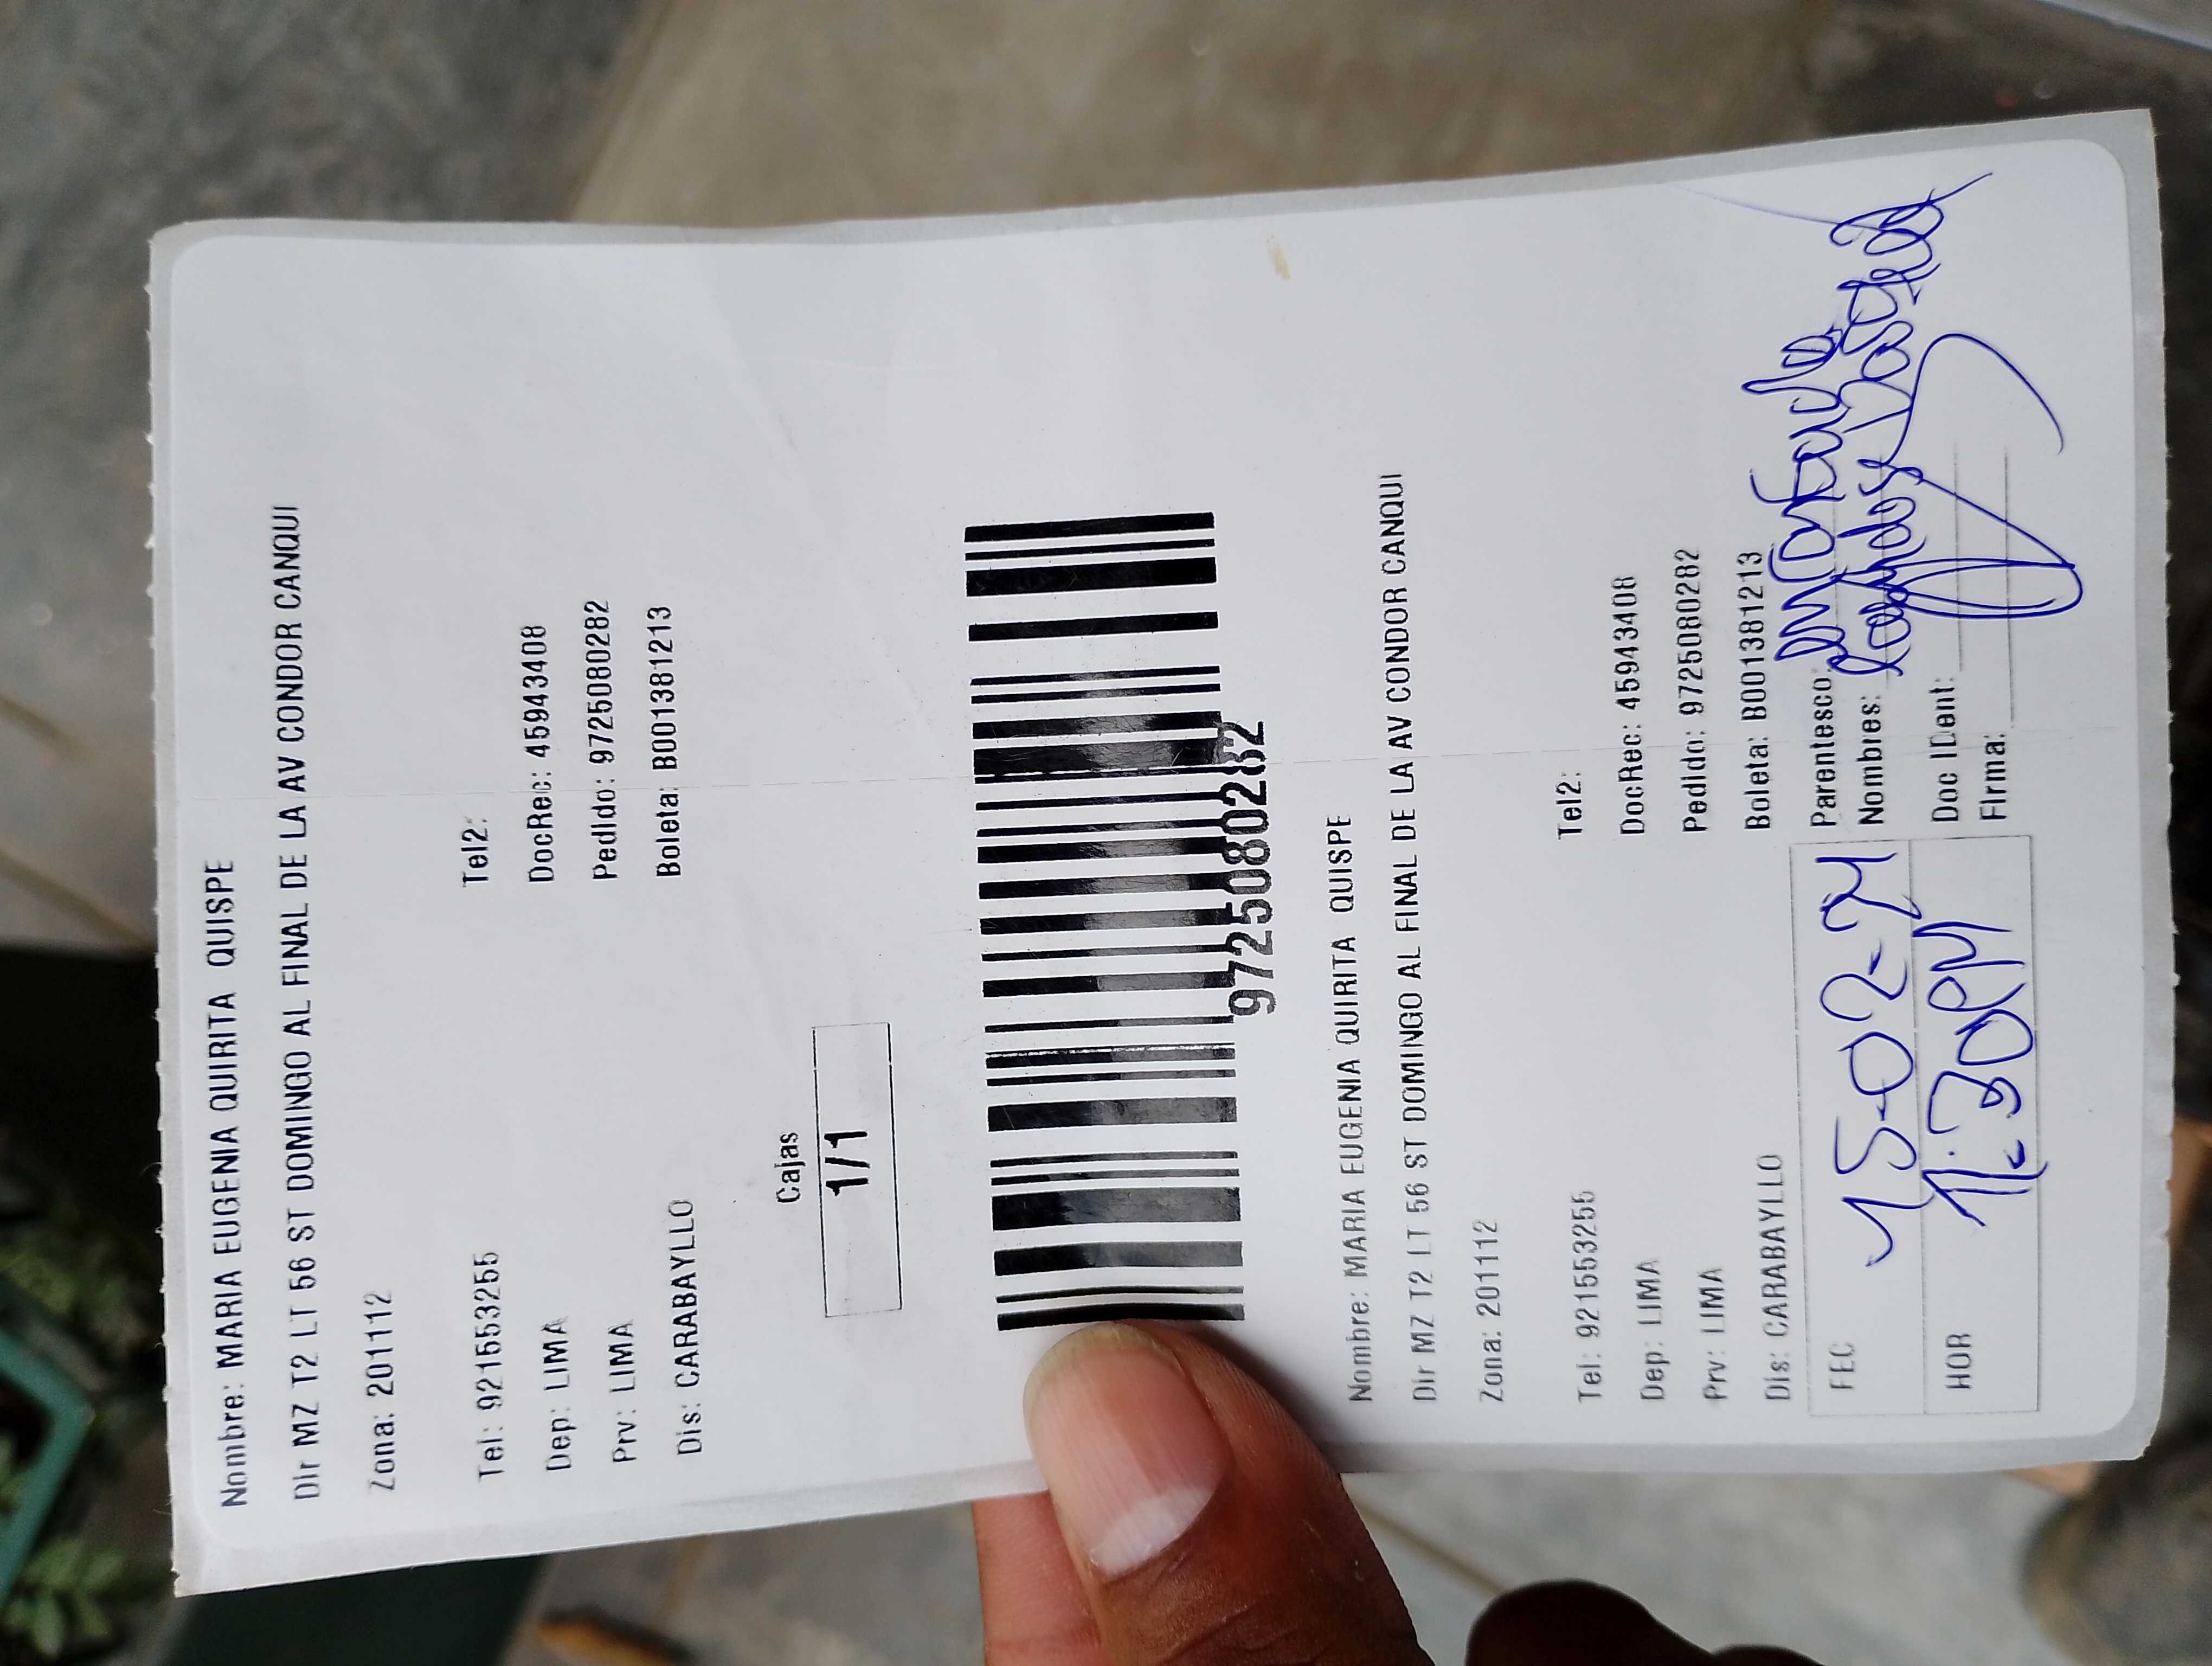 Nombre: MARIA EUGENIA QUIRITA QUISPE
Dir MZ T2 LT 56 ST DOMINGO AL FINAL DE LA AV CONDOR CANQUI
Zona: 201112
Tel: 921553255 Tel2:
Dep: LIMA DocRec: 45943408
Prv: LIMA Pedido: 9725080282
Dis: CARABAYLLO Boleta: B001381213
Cajas
1/1
9725080282
Nombre: MARIA EUGENIA QUIRITA QUISPE
Dir MZ T2 LT 56 ST DOMINGO AL FINAL DE LA AV CONDOR CANQUI
Zona: 201112
Tel: 921553255 Tel2:
Dep: LIMA DocRec: 45943408
Prv: LIMA Pedido: 9725080282
Dis: CARABAYLLO Boleta: B001381213
FEC 15-02-24 Parentesco:
Nombres:
HOR 1:30PM Doc IDent:
Firma: